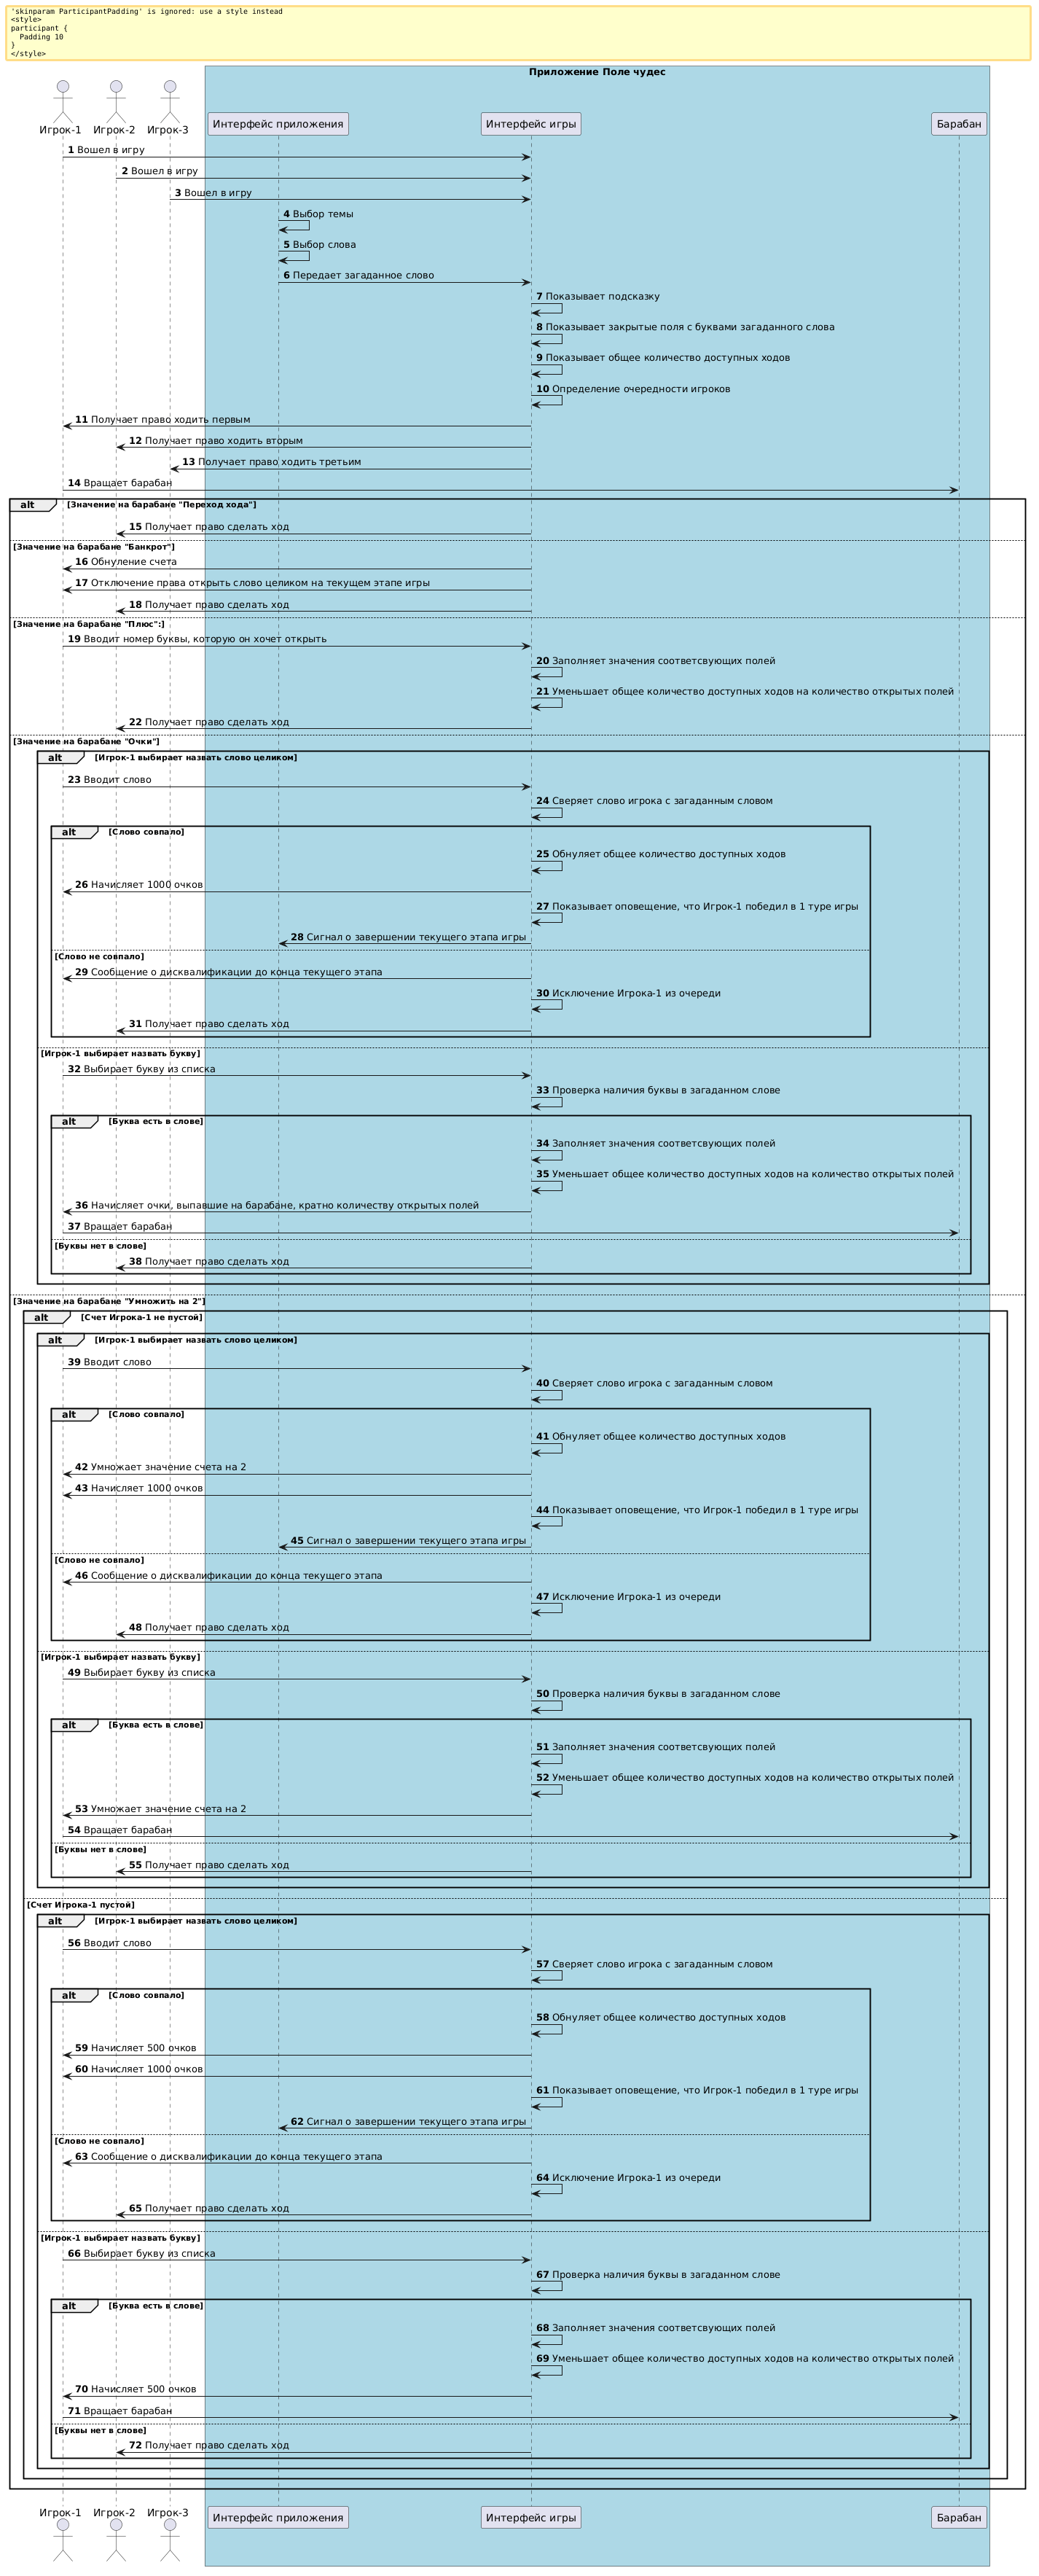 'skinparam ParticipantPadding' is ignored: use a style instead
<style>
participant {
  Padding 10
}
</style>
Приложение Поле чудес
Игрок-1 Игрок-2 Игрок-3 Интерфейс приложения Интерфейс игры Барабан
1 Вошел в игру
2 Вошел в игру
3 Вошел в игру
4 Выбор темы
5 Выбор слова
6 Передает загаданное слово
7 Показывает подсказку
8 Показывает закрытые поля с буквами загаданного слова
9 Показывает общее количество доступных ходов
10 Определение очередности игроков
11 Получает право ходить первым
12 Получает право ходить вторым
13 Получает право ходить третьим
14 Вращает барабан
alt [Значение на барабане "Переход хода"]
15 Получает право сделать ход
[Значение на барабане "Банкрот"]
16 Обнуление счета
17 Отключение права открыть слово целиком на текущем этапе игры
18 Получает право сделать ход
[Значение на барабане "Плюс":]
19 Вводит номер буквы, которую он хочет открыть
20 Заполняет значения соответсвующих полей
21 Уменьшает общее количество доступных ходов на количество открытых полей
22 Получает право сделать ход
[Значение на барабане "Очки"]
alt [Игрок-1 выбирает назвать слово целиком]
23 Вводит слово
24 Сверяет слово игрока с загаданным словом
alt [Слово совпало]
25 Обнуляет общее количество доступных ходов
26 Начисляет 1000 очков
27 Показывает оповещение, что Игрок-1 победил в 1 туре игры
28 Сигнал о завершении текущего этапа игры
[Слово не совпало]
29 Сообщение о дисквалификации до конца текущего этапа
30 Исключение Игрока-1 из очереди
31 Получает право сделать ход
[Игрок-1 выбирает назвать букву]
32 Выбирает букву из списка
33 Проверка наличия буквы в загаданном слове
alt [Буква есть в слове]
34 Заполняет значения соответсвующих полей
35 Уменьшает общее количество доступных ходов на количество открытых полей
36 Начисляет очки, выпавшие на барабане, кратно количеству открытых полей
37 Вращает барабан
[Буквы нет в слове]
38 Получает право сделать ход
[Значение на барабане "Умножить на 2"]
alt [Счет Игрока-1 не пустой]
alt [Игрок-1 выбирает назвать слово целиком]
39 Вводит слово
40 Сверяет слово игрока с загаданным словом
alt [Слово совпало]
41 Обнуляет общее количество доступных ходов
42 Умножает значение счета на 2
43 Начисляет 1000 очков
44 Показывает оповещение, что Игрок-1 победил в 1 туре игры
45 Сигнал о завершении текущего этапа игры
[Слово не совпало]
46 Сообщение о дисквалификации до конца текущего этапа
47 Исключение Игрока-1 из очереди
48 Получает право сделать ход
[Игрок-1 выбирает назвать букву]
49 Выбирает букву из списка
50 Проверка наличия буквы в загаданном слове
alt [Буква есть в слове]
51 Заполняет значения соответсвующих полей
52 Уменьшает общее количество доступных ходов на количество открытых полей
53 Умножает значение счета на 2
54 Вращает барабан
[Буквы нет в слове]
55 Получает право сделать ход
[Счет Игрока-1 пустой]
alt [Игрок-1 выбирает назвать слово целиком]
56 Вводит слово
57 Сверяет слово игрока с загаданным словом
alt [Слово совпало]
58 Обнуляет общее количество доступных ходов
59 Начисляет 500 очков
60 Начисляет 1000 очков
61 Показывает оповещение, что Игрок-1 победил в 1 туре игры
62 Сигнал о завершении текущего этапа игры
[Слово не совпало]
63 Сообщение о дисквалификации до конца текущего этапа
64 Исключение Игрока-1 из очереди
65 Получает право сделать ход
[Игрок-1 выбирает назвать букву]
66 Выбирает букву из списка
67 Проверка наличия буквы в загаданном слове
alt [Буква есть в слове]
68 Заполняет значения соответсвующих полей
69 Уменьшает общее количество доступных ходов на количество открытых полей
70 Начисляет 500 очков
71 Вращает барабан
[Буквы нет в слове]
72 Получает право сделать ход
Игрок-1 Игрок-2 Игрок-3 Интерфейс приложения Интерфейс игры Барабан